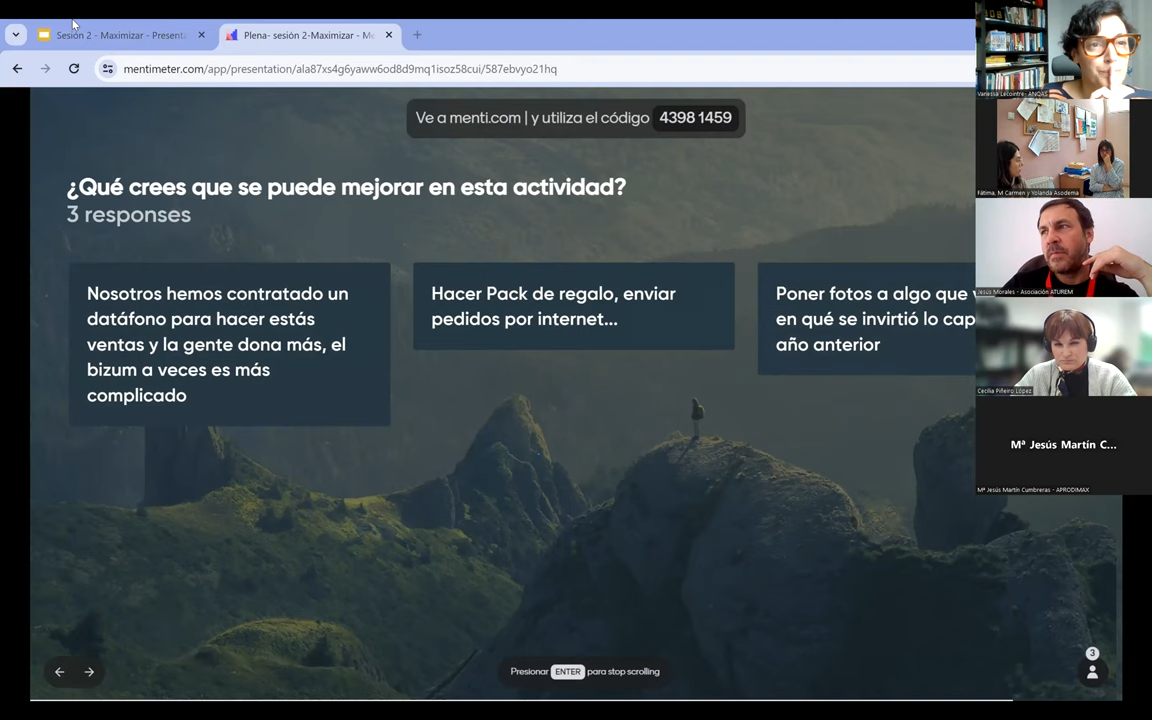 Sesión 2 - Maximizar - Presenta
Plena- sesión 2-Maximizar - Me
mentimeter.com/app/presentation/ala87xs4g6yaww6od8d9mq1isoz58cui/587ebvyo21hq
Ve a menti.com | y utiliza el código 4398 1459
¿Qué crees que se puede mejorar en esta actividad?
3 responses
Nosotros hemos contratado un
datáfono para hacer estás
ventas y la gente dona más, el
bizum a veces es más
complicado
Hacer Pack de regalo, enviar
pedidos por internet...
Poner fotos a algo que
en qué se invirtió lo cap
año anterior
Presionar ENTER para stop scrolling
3
Vanessa Lecointre- ANQAS
Fátima, M Carmen y Yolanda Asodema
Jesús Morales - Asociación ATUREM
Cecilia Piñeiro López
Mª Jesús Martín C...
Mª Jesús Martín Cumbreras - APRODIMAX